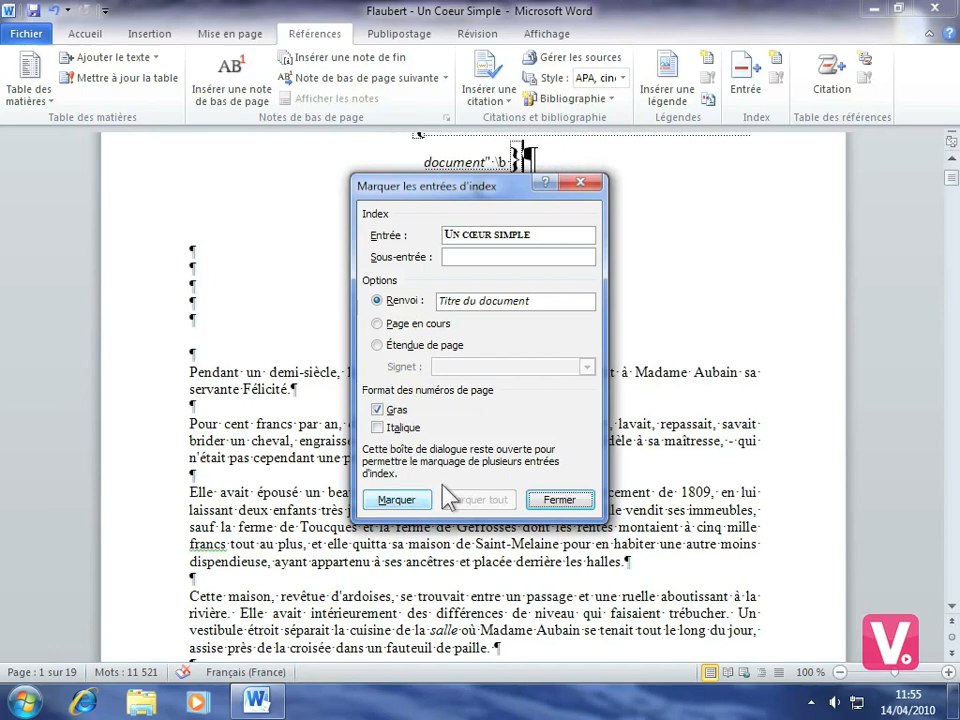 Flaubert - Un Coeur Simple - Microsoft Word
Fichier Accueil Insertion Mise en page Références Publipostage Révision Affichage
Table des matières
Ajouter le texte
Mettre à jour la table
Table des matières
AB1
Insérer une note de bas de page
Insérer une note de fin
Note de bas de page suivante
Afficher les notes
Notes de bas de page
Insérer une citation
Gérer les sources
Style : APA, cin
Bibliographie
Citations et bibliographie
Insérer une légende
Légendes
Entrée
Index
Citation
Table des références
document" \b }¶
Marquer les entrées d'index
Index
Entrée : UN CŒUR SIMPLE
Sous-entrée :
Options
Renvoi : Titre du document
Page en cours
Étendue de page
Signet :
Format des numéros de page
Gras
Italique
Cette boîte de dialogue reste ouverte pour
permettre le marquage de plusieurs entrées
d'index.
Marquer tout Fermer
¶
¶
¶
¶
¶
¶
Pendant un demi-siècle, à Madame Aubain sa
servante Félicité.¶
¶
Pour cent francs par an, lavait, repassait, savait
brider un cheval, engraisse dèle à sa maîtresse, - qui
n'était pas cependant une p
¶
Elle avait épousé un bea cement de 1809, en lui
laissant deux enfants très vendit ses immeubles,
sauf la ferme de Toucques et la ferme de Geffosses dont les rentes montaient à cinq mille
francs tout au plus, et elle quitta sa maison de Saint-Melaine pour en habiter une autre moins
dispendieuse, ayant appartenu à ses ancêtres et placée derrière les halles.¶
¶
Cette maison, revêtue d'ardoises, se trouvait entre un passage et une ruelle aboutissant à la
rivière. Elle avait intérieurement des différences de niveau qui faisaient trébucher. Un
vestibule étroit séparait la cuisine de la salle où Madame Aubain se tenait tout le long du jour,
assise près de la croisée dans un fauteuil de paille. ¶
Page : 1 sur 19 Mots : 11 521 Français (France) 100 %
11:55
14/04/2010